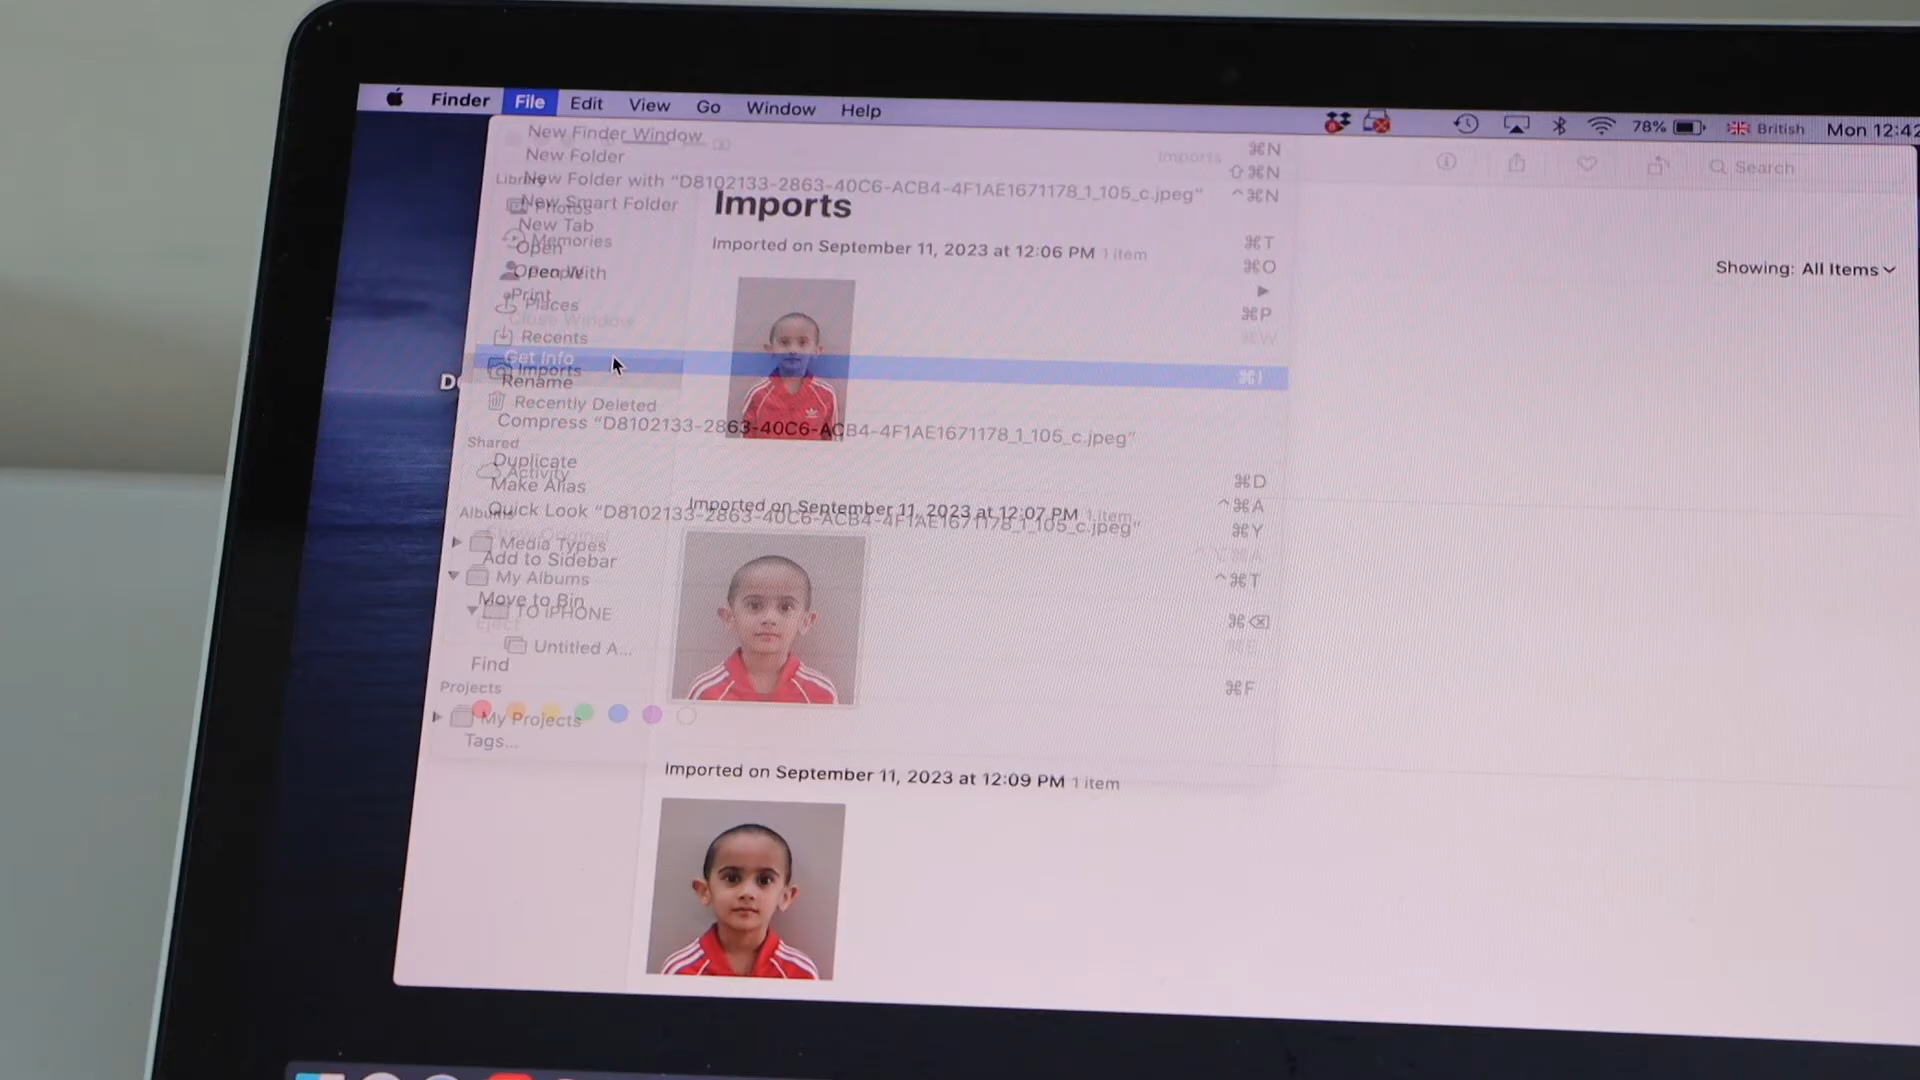 Finder File Edit View Go Window Help
78% British Mon 12:42
New Finder Window ⌘N
New Folder ⇧⌘N
Imports
Search
Library
New Folder with "D8102133-2863-40C6-ACB4-4F1AE1671178_1_105_c.jpeg" ^⌘N
New Smart Folder
Photos
Imports
New Tab ⌘T
Memories
Imported on September 11, 2023 at 12:06 PM 1 item
Open ⌘O
Showing: All Items
Open With
People
Print ⌘P
Places
Close Window ⌘W
Recents
Get Info ⌘I
Imports
Rename
Recently Deleted
Compress "D8102133-2863-40C6-ACB4-4F1AE1671178_1_105_c.jpeg"
Shared
Duplicate ⌘D
Activity
Make Alias ^⌘A
Imported on September 11, 2023 at 12:07 PM 1 item
Albums
Quick Look "D8102133-2863-40C6-ACB4-4F1AE1671178_1_105_c.jpeg" ⌘Y
Show Original
Media Types
Add to Sidebar ^⌘T
My Albums
Move to Bin ⌘⌫
TO iPHONE
Eject ⌘E
Untitled A...
Find ⌘F
Projects
My Projects
Tags...
Imported on September 11, 2023 at 12:09 PM 1 item